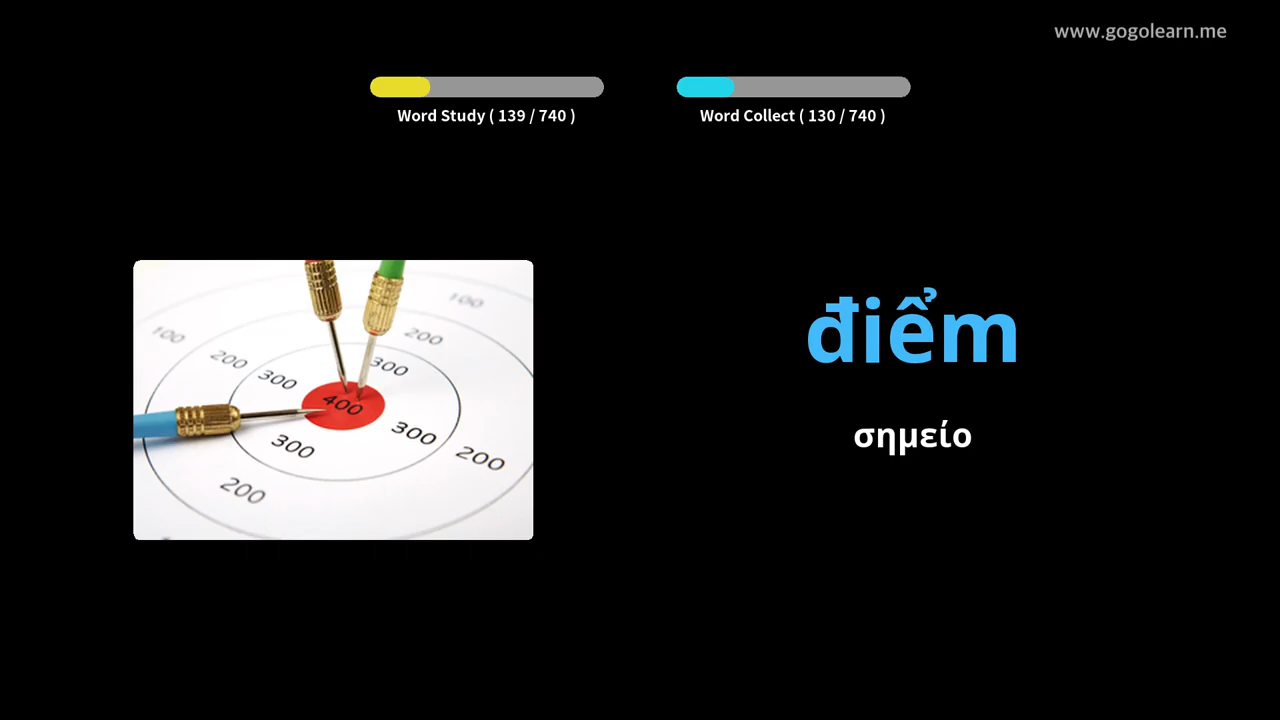 www.gogolearn.me
Word Study ( 139 / 740 )
Word Collect ( 130 / 740 )
điểm
σημείο
100
100
200
200
300
300
400
300
300
200
200